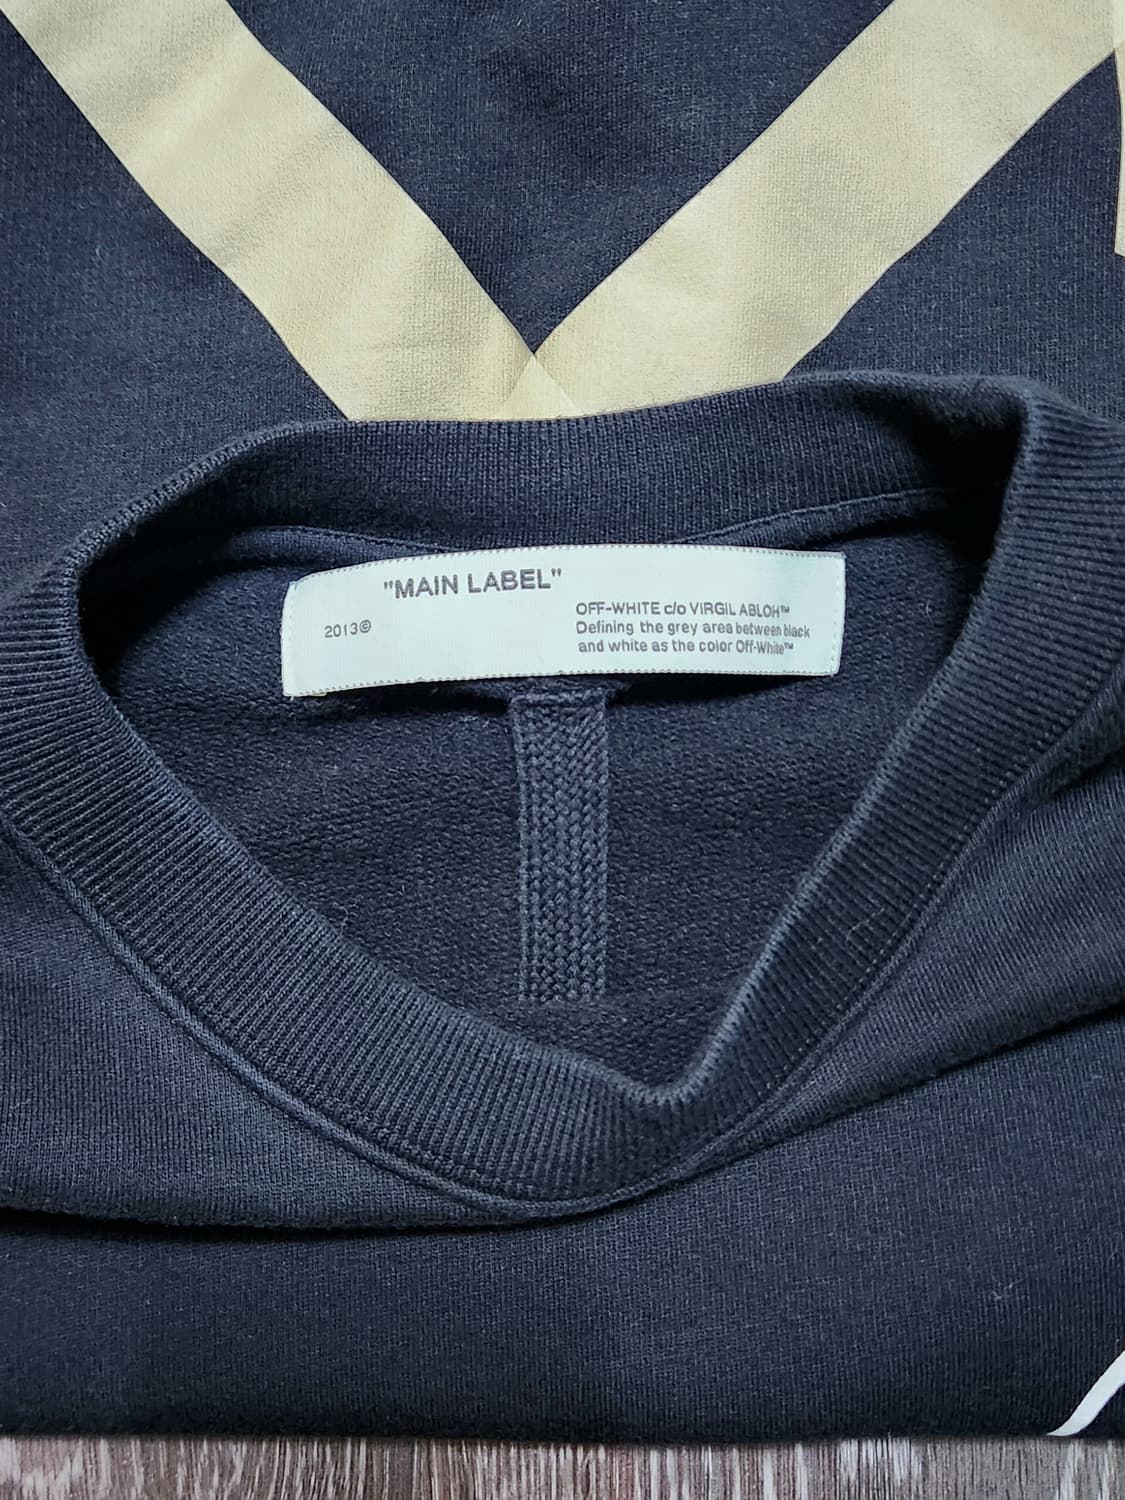 "MAIN LABEL"
2013©
OFF-WHITE c/o VIRGIL ABLOH™
Defining the grey area between black
and white as the color Off-White™